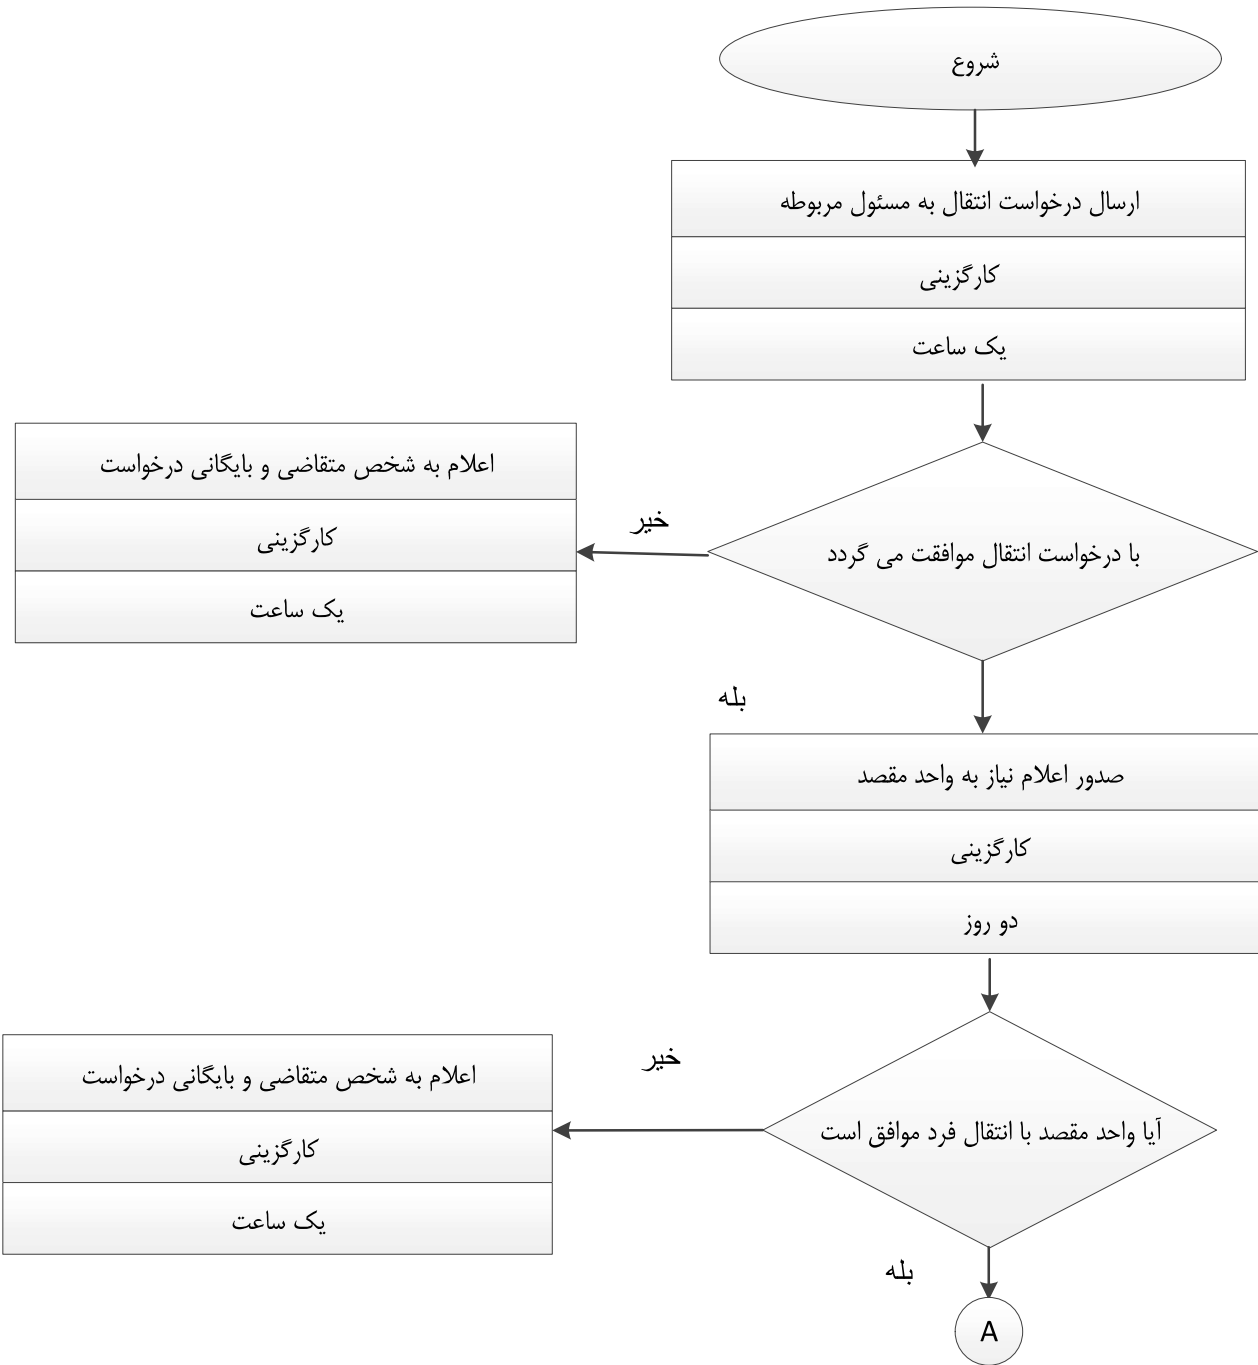 شروع
ارسال درخواست انتقال به مسئول مربوطه
کارگزینی
یک ساعت
با درخواست انتقال موافقت می گردد
خیر
اعلام به شخص متقاضی و بایگانی درخواست
کارگزینی
یک ساعت
بله
صدور اعلام نیاز به واحد مقصد
کارگزینی
دو روز
آیا واحد مقصد با انتقال فرد موافق است
خیر
اعلام به شخص متقاضی و بایگانی درخواست
کارگزینی
یک ساعت
بله
A